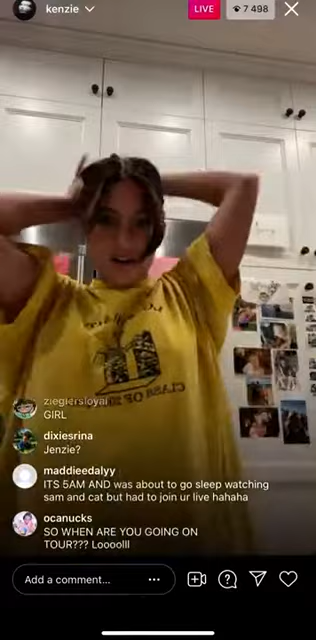 kenzie
LIVE
7 498
zieglersloyal
GIRL
dixiesrina
Jenzie?
maddieedalyy
ITS 5AM AND was about to go sleep watching
sam and cat but had to join ur live hahaha
ocanucks
SO WHEN ARE YOU GOING ON
TOUR??? Loooolll
Add a comment...
CLASS OF